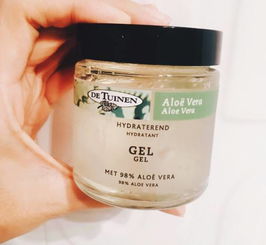 DE TUINEN
Aloë Vera
Aloe Vera
HYDRATEREND
HYDRATANT
GEL
GEL
MET 98% ALOË VERA
98% ALOE VERA